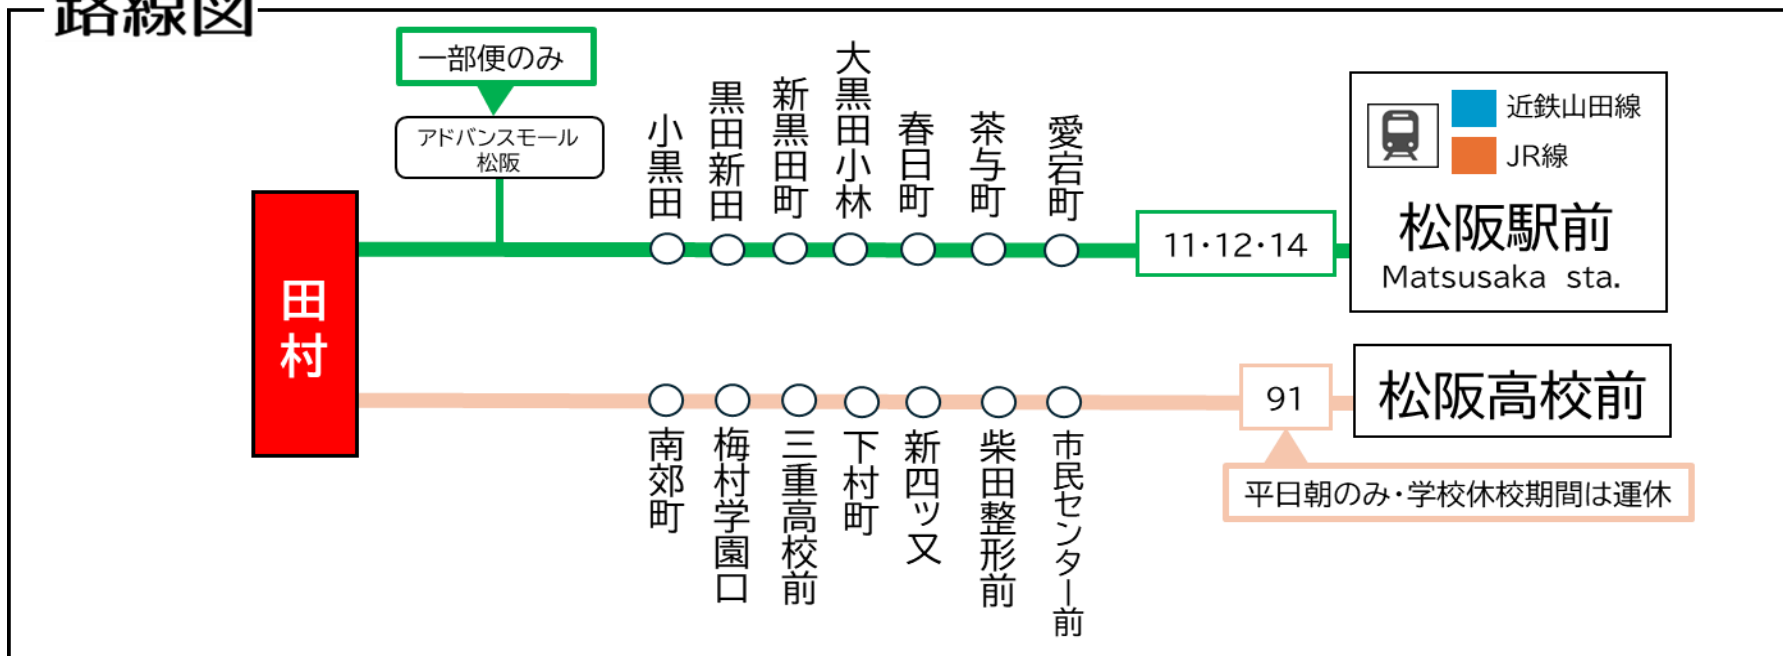 路線図
一部便のみ
アドバンスモール
松阪
小黒田
黒田新田
新黒田町
大黒田小林
春日町
茶与町
愛宕町
11・12・14
近鉄山田線
JR線
松阪駅前
Matsusaka sta.
田村
南郊町
梅村学園口
三重高校前
下村町
新四ッ又
柴田整形前
市民センター前
91
松阪高校前
平日朝のみ・学校休校期間は運休